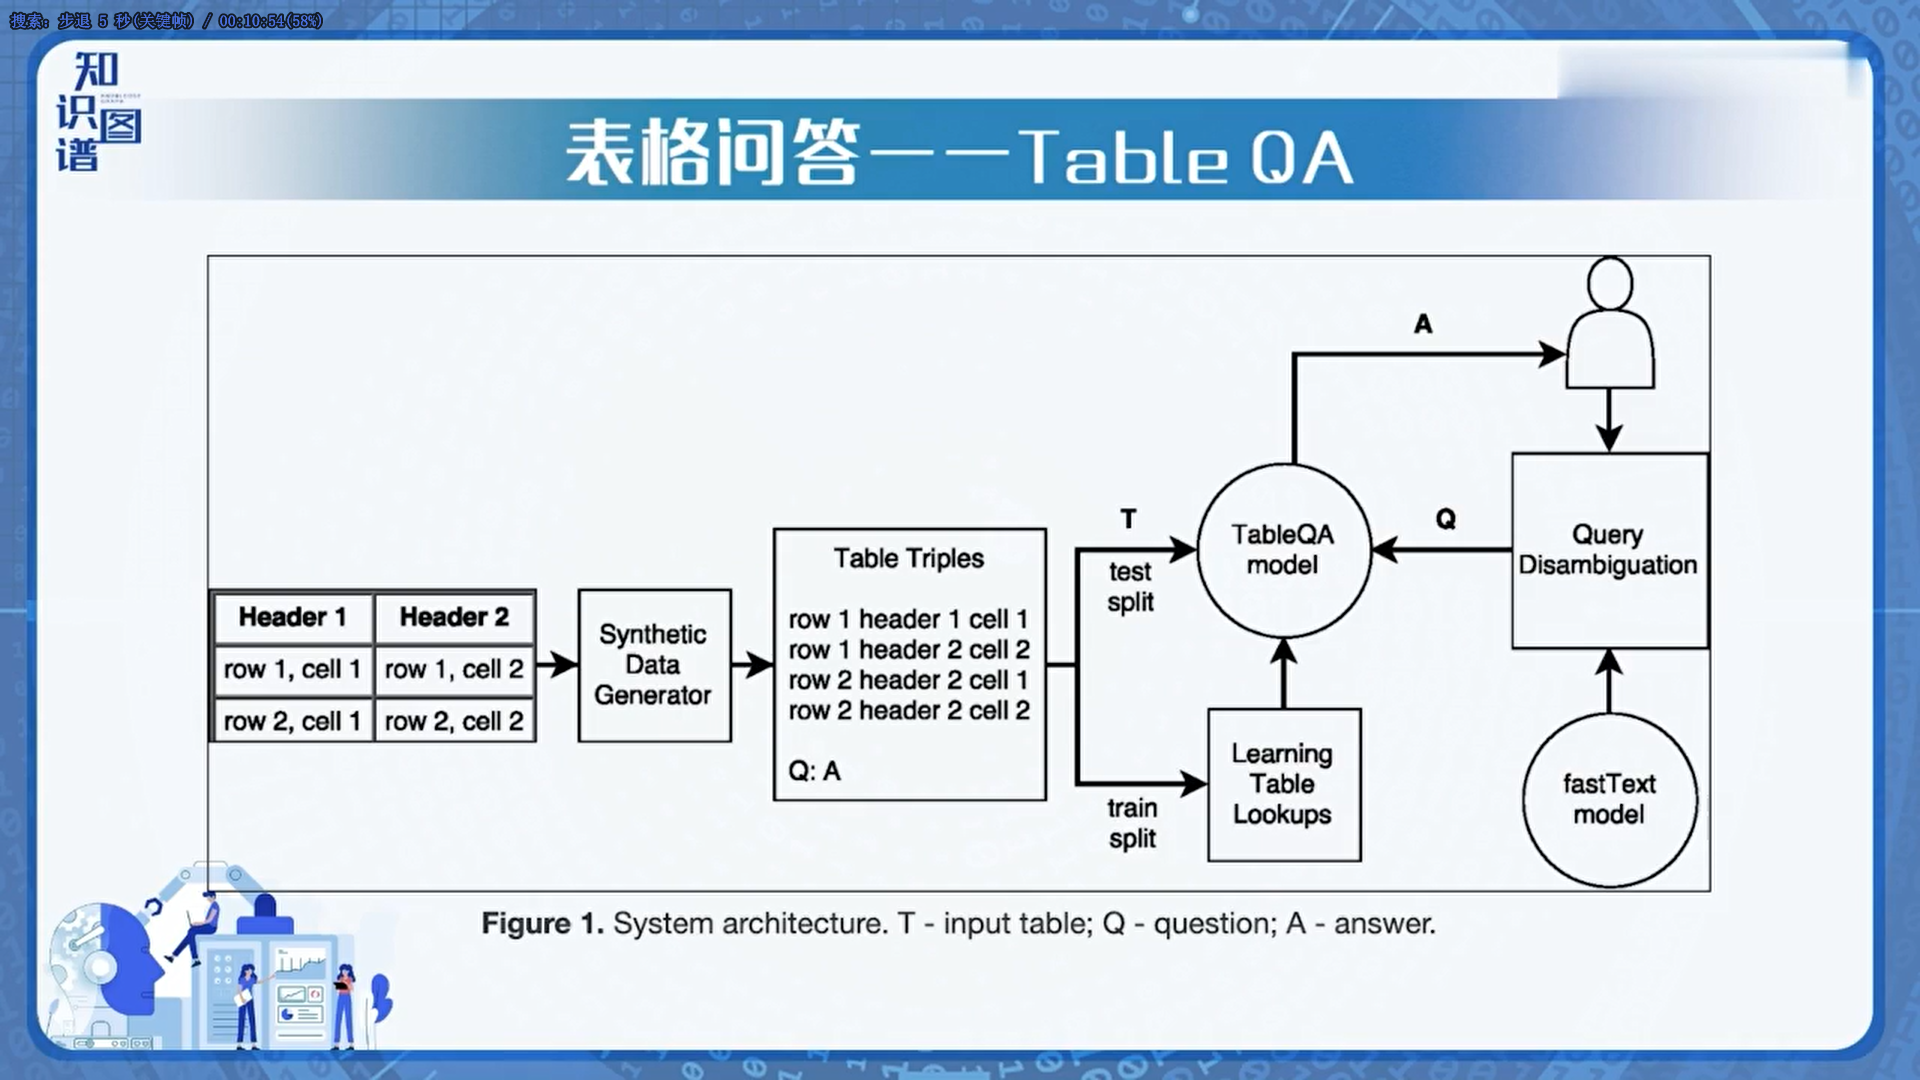 搜索: 步退 5 秒(关键帧) / 00:10:54(58%)
知
识图
谱
表格问答——Table QA
A
T
test
split
TableQA
model
Q
Query
Disambiguation
Table Triples
row 1 header 1 cell 1
row 1 header 2 cell 2
row 2 header 2 cell 1
row 2 header 2 cell 2
Q: A
Header 1 Header 2
row 1, cell 1 row 1, cell 2
row 2, cell 1 row 2, cell 2
Synthetic
Data
Generator
train
split
Learning
Table
Lookups
fastText
model
Figure 1. System architecture. T - input table; Q - question; A - answer.